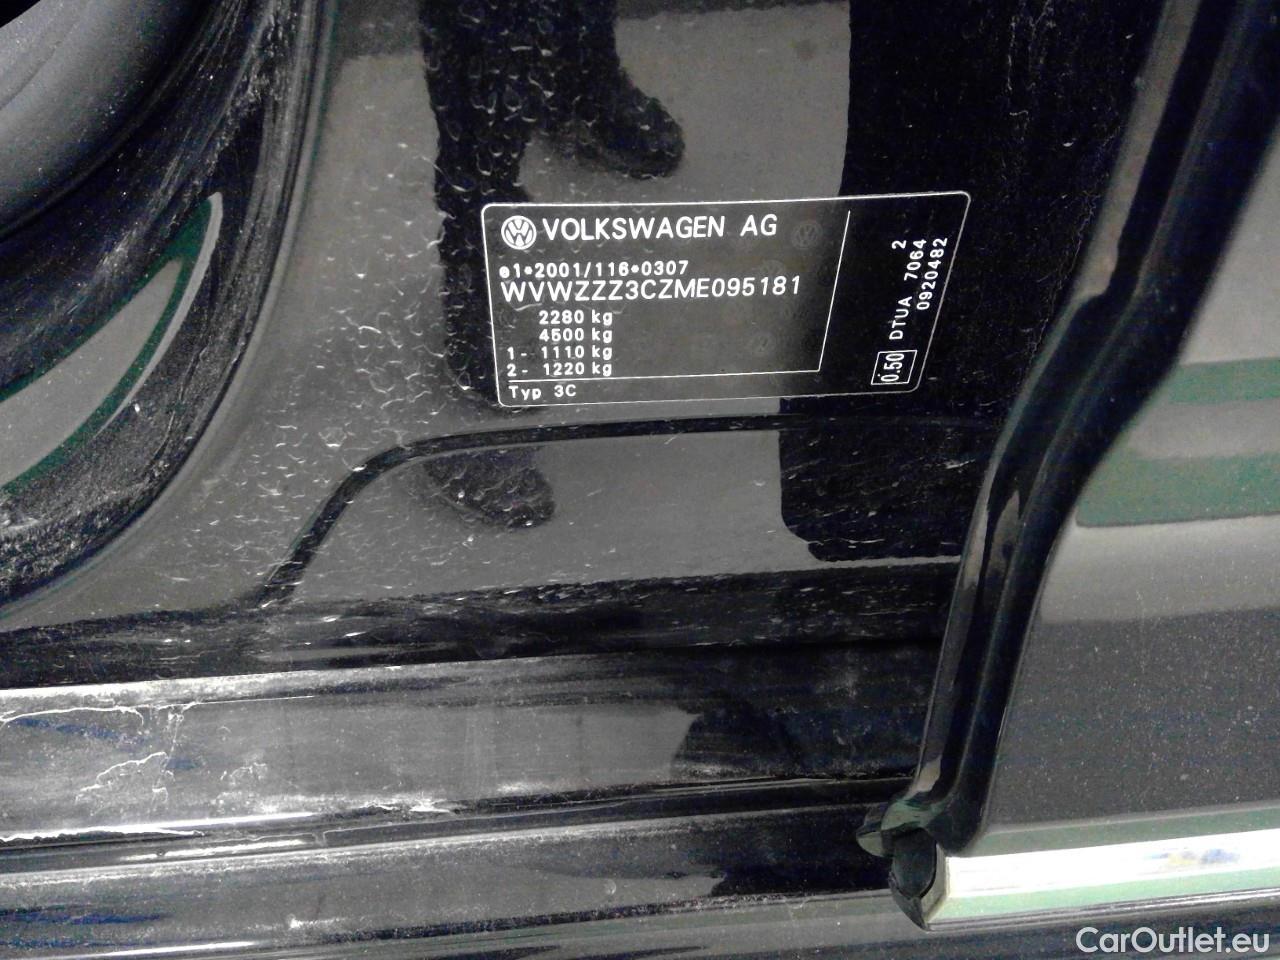 VOLKSWAGEN AG
e1*2001/116*0307
WVWZZZ3CZME095181
2280 kg
4500 kg
1 - 1110 kg
2 - 1220 kg
Typ 3C
0.50 DTUA 7064 2
0920482
CarOutlet.eu